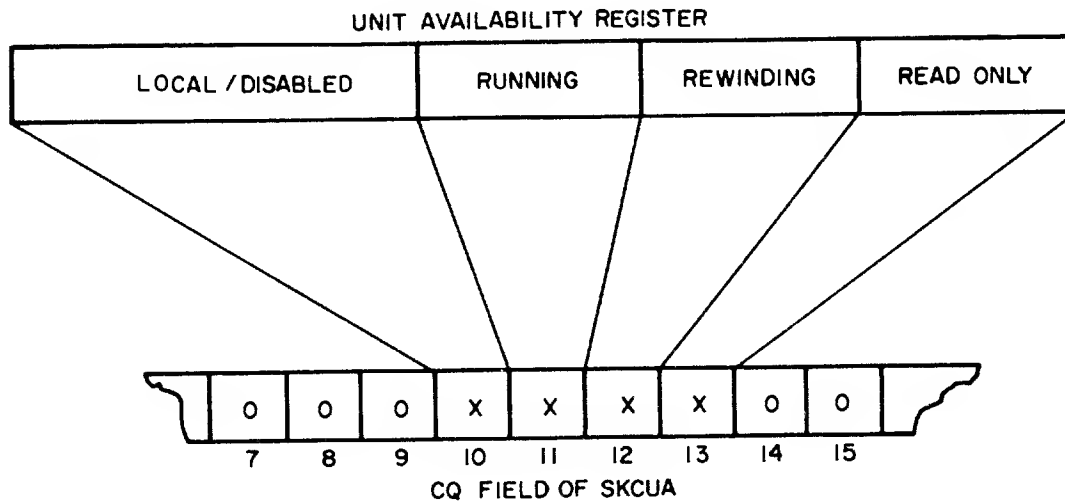 UNIT AVAILABILITY REGISTER
LOCAL / DISABLED RUNNING REWINDING READ ONLY
0 0 0 X X X X 0 0
7 8 9 10 11 12 13 14 15
CQ FIELD OF SKCUA